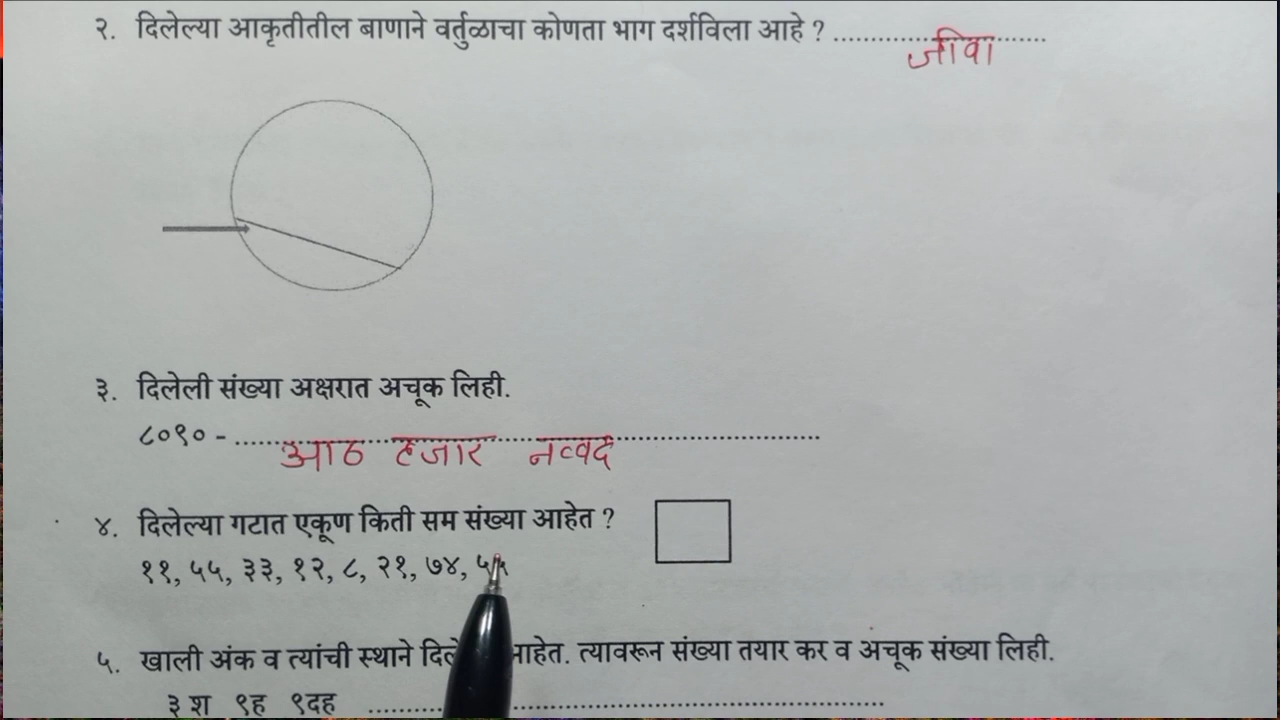 २. दिलेल्या आकृतीतील बाणाने वर्तुळाचा कोणता भाग दर्शविला आहे ? ........................ जीवा
३. दिलेली संख्या अक्षरात अचूक लिही.
८०९० - ........................ आठ हजार नव्वद
४. दिलेल्या गटात एकूण किती सम संख्या आहेत ?
११, ५५, ३३, १२, ८, २१, ७४,
५. खाली अंक व त्यांची स्थाने आहेत. त्यावरून संख्या तयार कर व अचूक संख्या लिही.
३ श १ह ९दह ........................